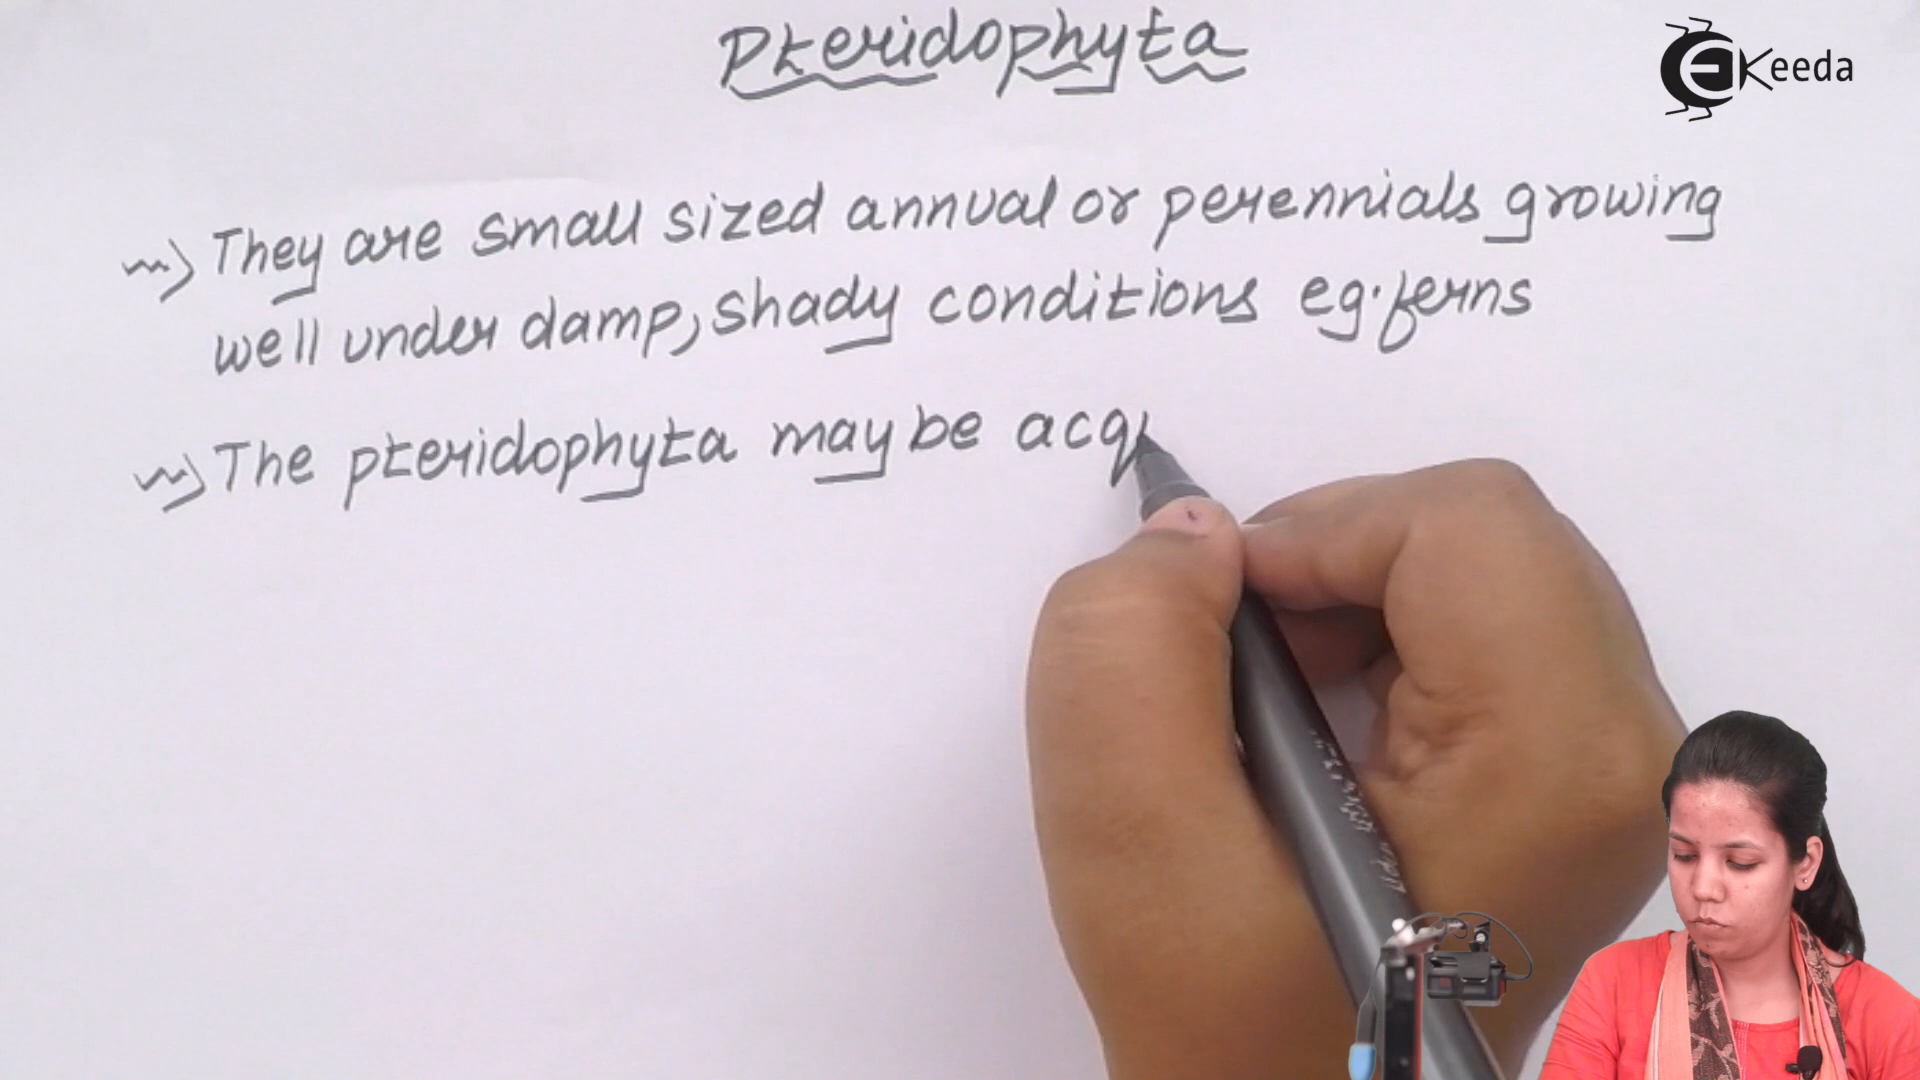 Pteridophyta
EKeeda
They are small sized annual or perennials growing
well under damp, shady conditions eg. ferns
The pteridophyta may be acq